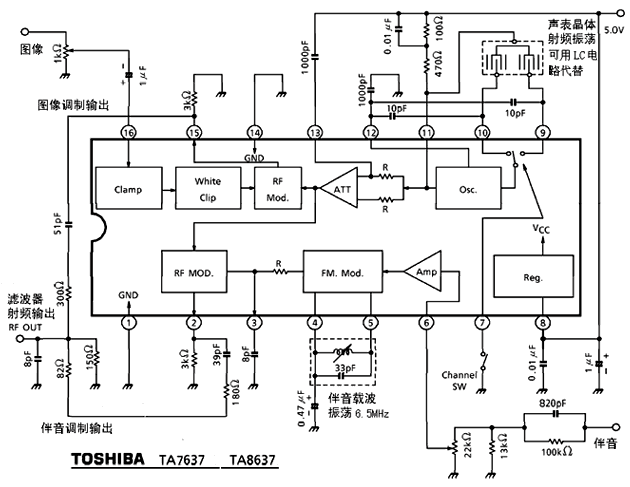 图像
1kΩ
1μF
图像调制输出
3kΩ
1000pF
0.01μF
100Ω
470Ω
1000pF
10pF
10pF
声表晶体
射频振荡
可用LC电
路代替
5.0V
16
15
14
13
12
11
10
9
GND
Clamp
White
Clip
RF
Mod.
ATT
R
R
Osc.
51pF
300Ω
RF MOD.
R
FM. Mod.
Amp
VCC
Reg.
GND
滤波器
射频输出
RF OUT
1
2
3
4
5
6
7
8
8pF
82Ω
150Ω
3kΩ
39pF
180Ω
8pF
33pF
0.47μF
伴音载波
振荡 6.5MHz
Channel
SW
0.01μF
1μF
伴音调制输出
22kΩ
13kΩ
820pF
100kΩ
伴音
TOSHIBA TA7637 TA8637